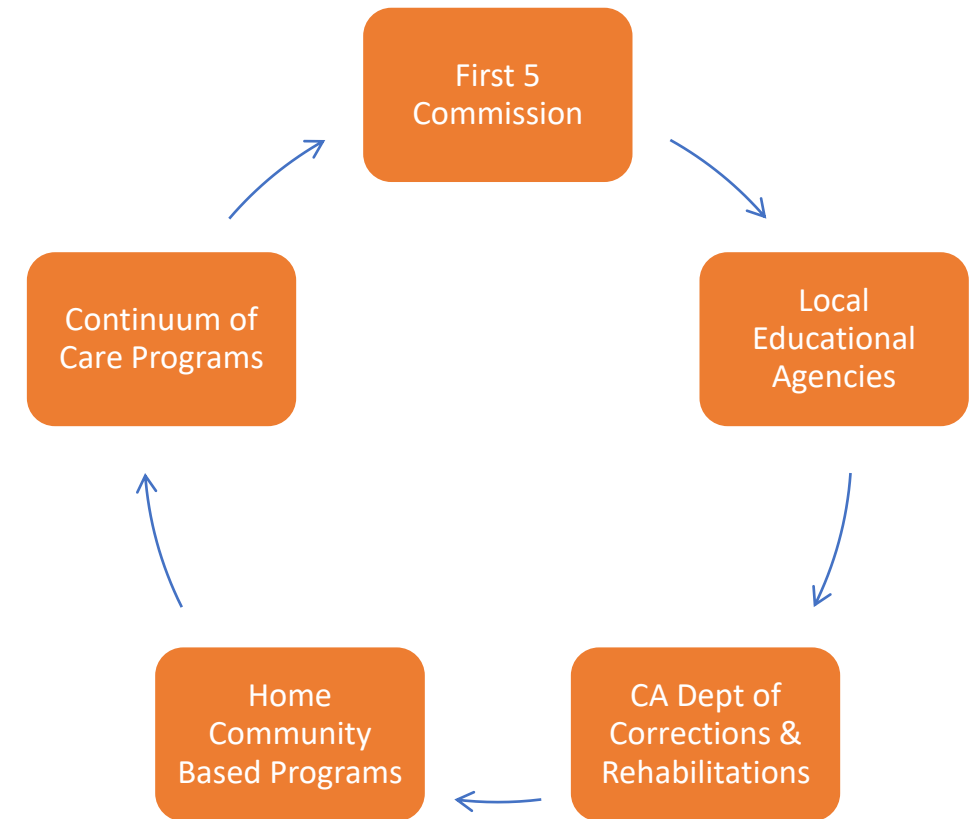 First 5
Commission
Local
Educational
Agencies
CA Dept of
Corrections &
Rehabilitations
Home
Community
Based Programs
Continuum of
Care Programs